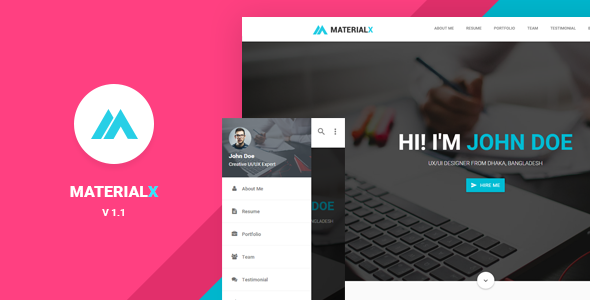 MATERIALX
V 1.1
MATERIALX
ABOUT ME
RESUME
PORTFOLIO
TEAM
TESTIMONIAL
HI! I'M JOHN DOE
UX/UI DESIGNER FROM DHAKA, BANGLADESH
HIRE ME
John Doe
Creative UI/UX Expert
About Me
Resume
Portfolio
Team
Testimonial
DOE
NGLADESH